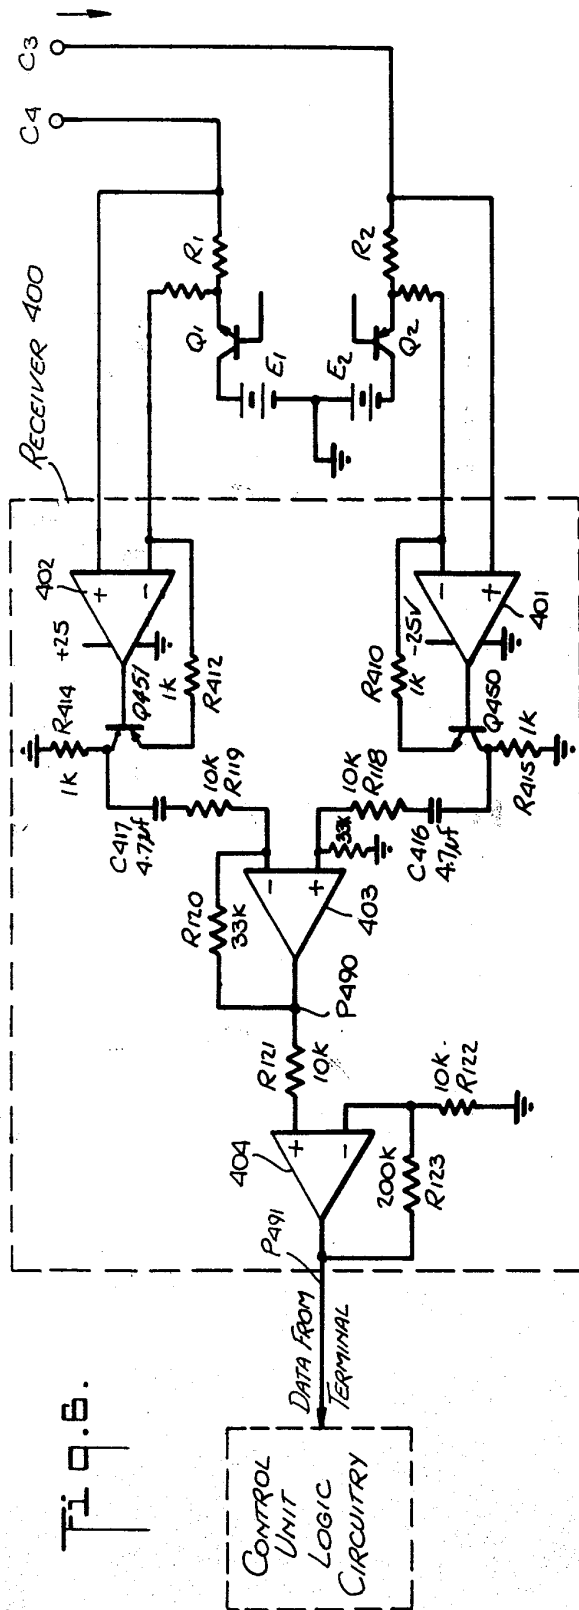 Fig.6.
RECEIVER 400
C4
C3
R1
R2
Q1
Q2
E1
E2
402
+
−
+25
401
−
+
−25V
Q451
R412
1K
R414
1K
R410
1K
Q450
R415
1K
C417
4.7µf
10K
R119
10K
R118
C416
4.7µf
33K
R120
33K
−
+
403
P490
R121
10K
404
+
−
10K
R122
200K
R123
P491
DATA FROM
TERMINAL
CONTROL
UNIT
LOGIC
CIRCUITRY